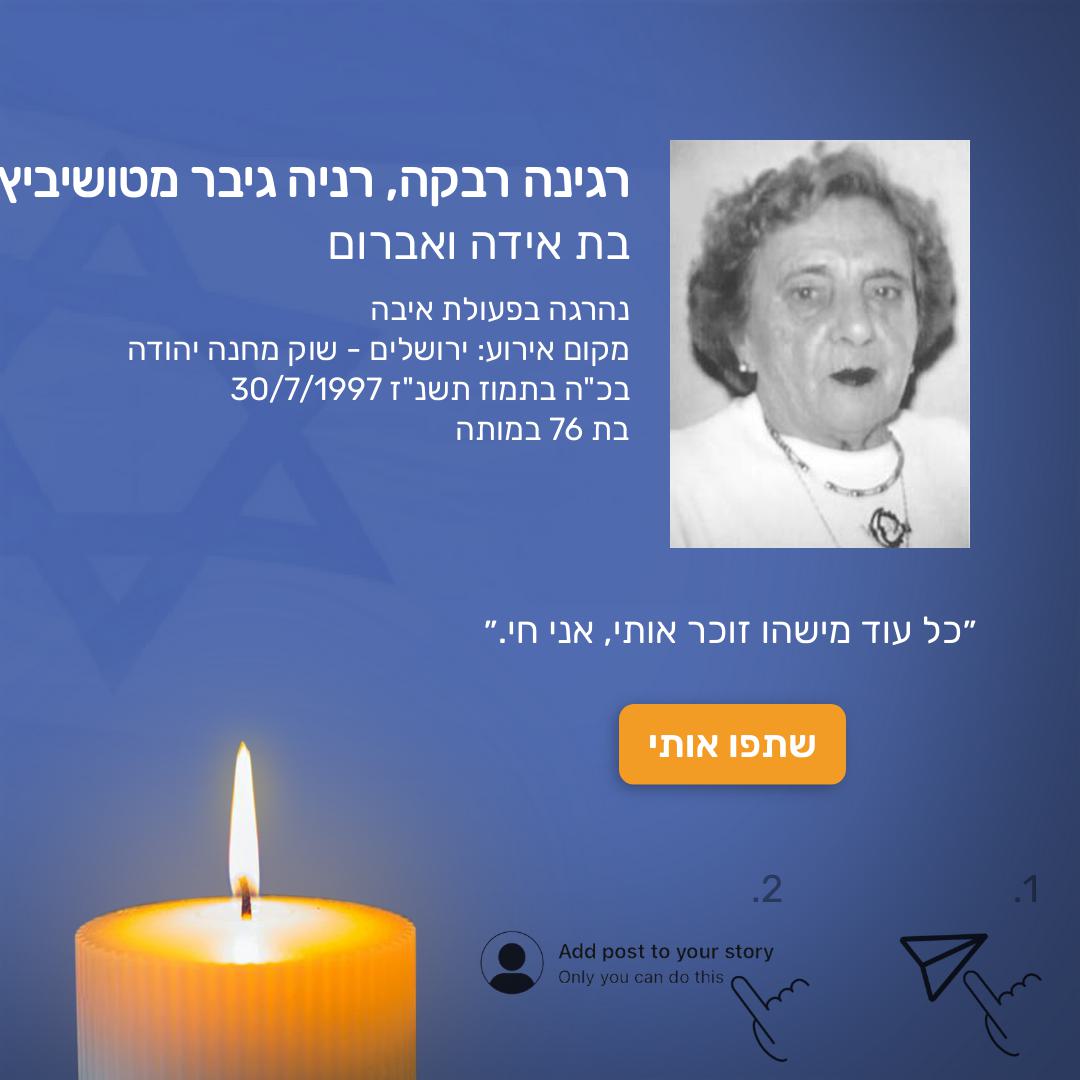 רגינה רבקה, רניה גיבר מטושיביץ
בת אידה ואברום
נהרגה בפעולת איבה
מקום אירוע: ירושלים - שוק מחנה יהודה
בכ"ה בתמוז תשנ"ז 30/7/1997
בת 76 במותה
״כל עוד מישהו זוכר אותי, אני חי.״
שתפו אותי
1.
2.
Add post to your story
Only you can do this